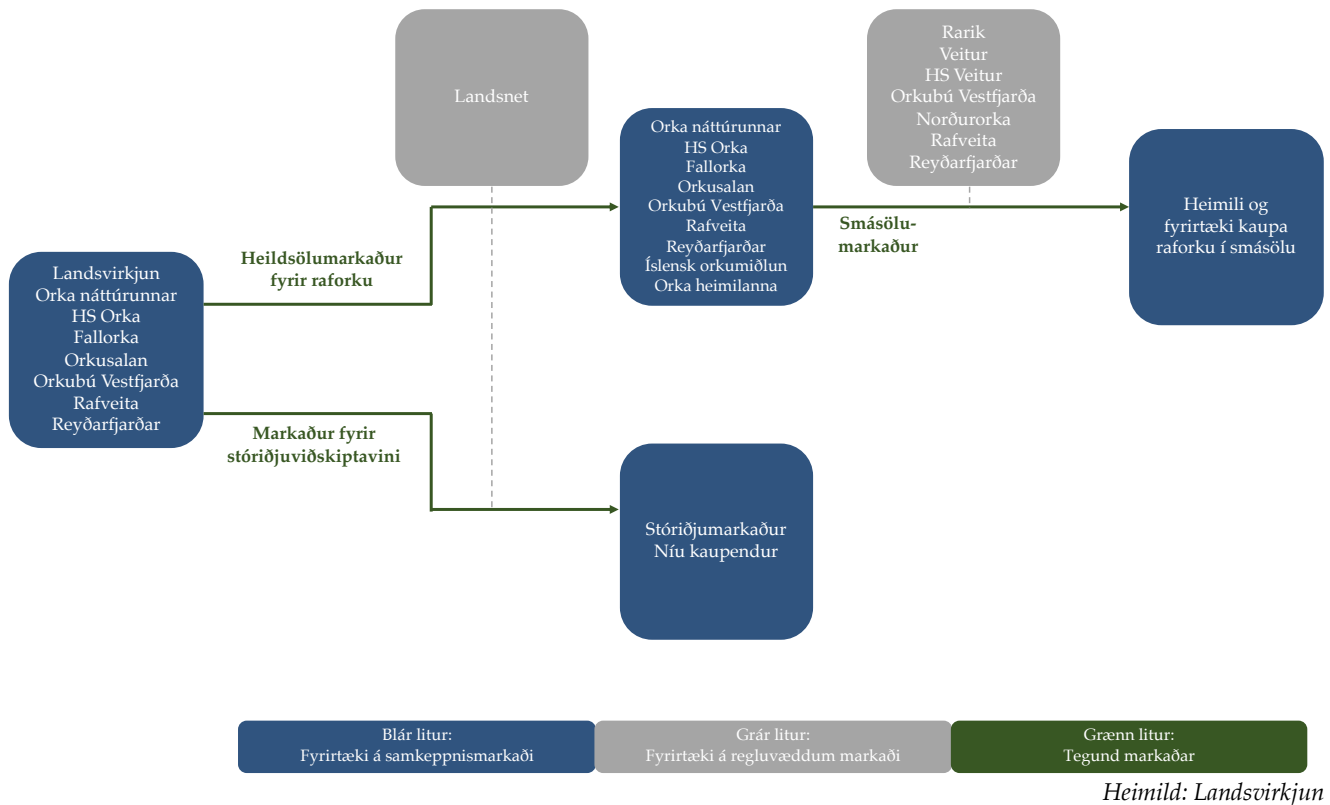 Landsnet
Rarik
Veitur
HS Veitur
Orkubú Vestfjarða
Norðurorka
Rafveita
Reyðarfjarðar
Orka náttúrunnar
HS Orka
Fallorka
Orkusalan
Orkubú Vestfjarða
Rafveita
Reyðarfjarðar
Íslensk orkumiðlun
Orka heimilanna
Smásölu-
markaður
Heimili og
fyrirtæki kaupa
raforku í smásölu
Heildsölumarkaður
fyrir raforku
Landsvirkjun
Orka náttúrunnar
HS Orka
Fallorka
Orkusalan
Orkubú Vestfjarða
Rafveita
Reyðarfjarðar
Markaður fyrir
stóriðjuviðskiptavini
Stóriðjumarkaður
Níu kaupendur
Blár litur:
Fyrirtæki á samkeppnismarkaði
Grár litur:
Fyrirtæki á regluvæddum markaði
Grænn litur:
Tegund markaðar
Heimild: Landsvirkjun